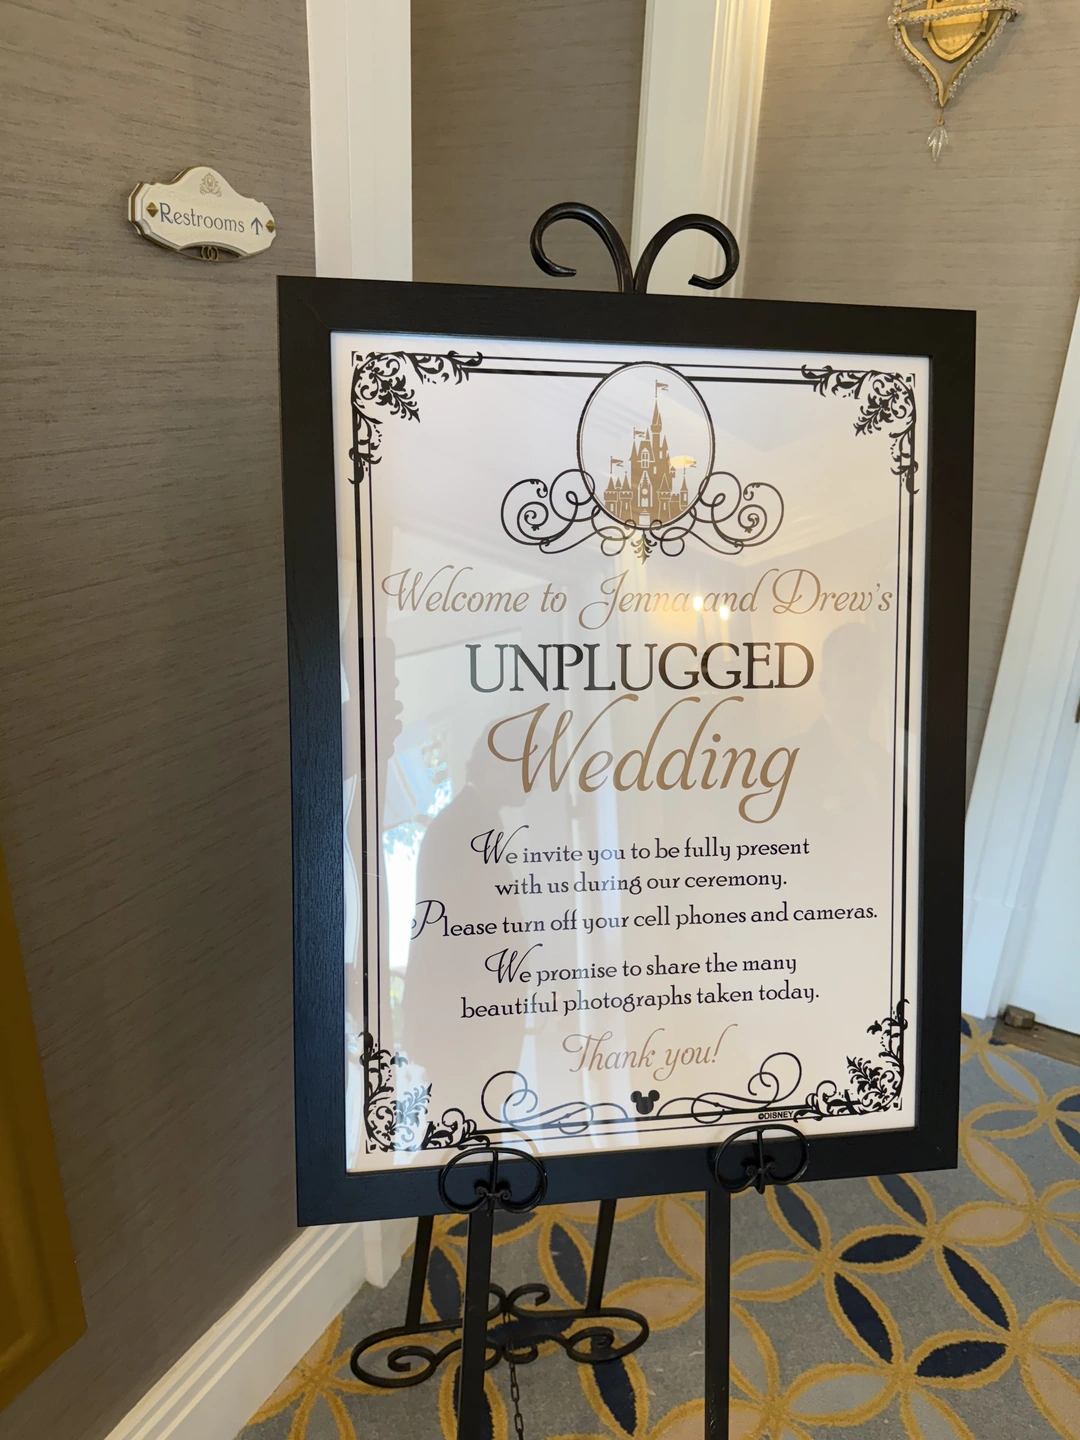 Restrooms ↑
Welcome to Jenna and Drew's
UNPLUGGED
Wedding
We invite you to be fully present
with us during our ceremony.
Please turn off your cell phones and cameras.
We promise to share the many
beautiful photographs taken today.
Thank you!
©DISNEY